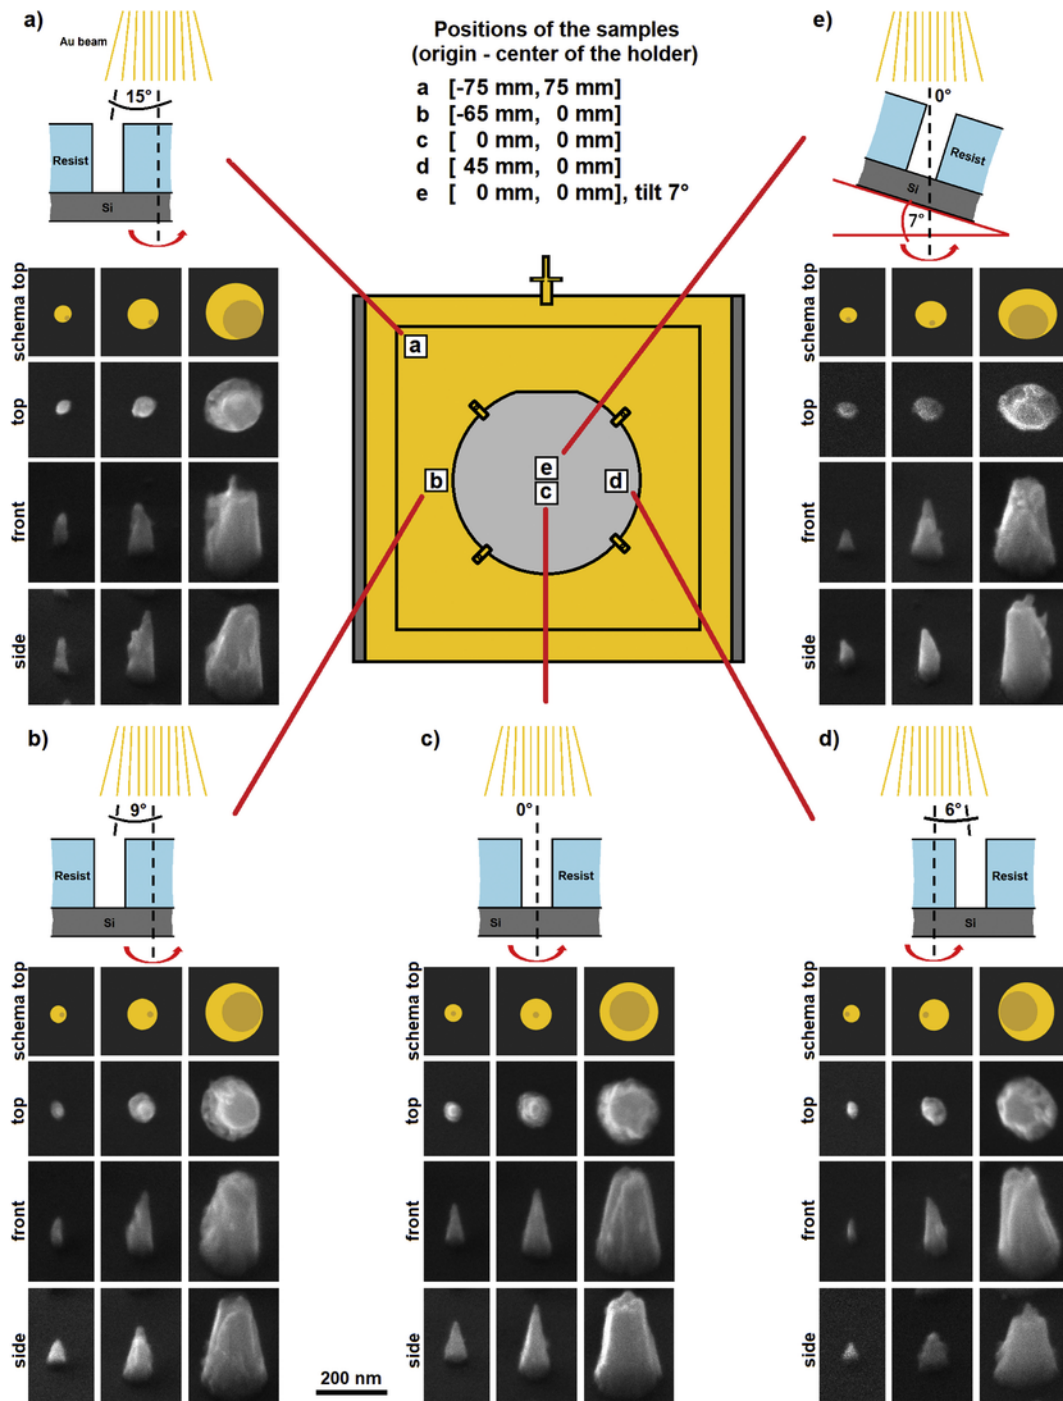 a)
Au beam
15°
Resist
Si
schema top
top
front
side
Positions of the samples
(origin - center of the holder)
a [-75 mm, 75 mm]
b [-65 mm, 0 mm]
c [ 0 mm, 0 mm]
d [ 45 mm, 0 mm]
e [ 0 mm, 0 mm], tilt 7°
e)
0°
Resist
Si
7°
schema top
top
front
side
a
b
e
c
d
b)
9°
Resist
Si
schema top
top
front
side
200 nm
c)
0°
Resist
Si
schema top
top
front
side
d)
6°
Resist
Si
schema top
top
front
side